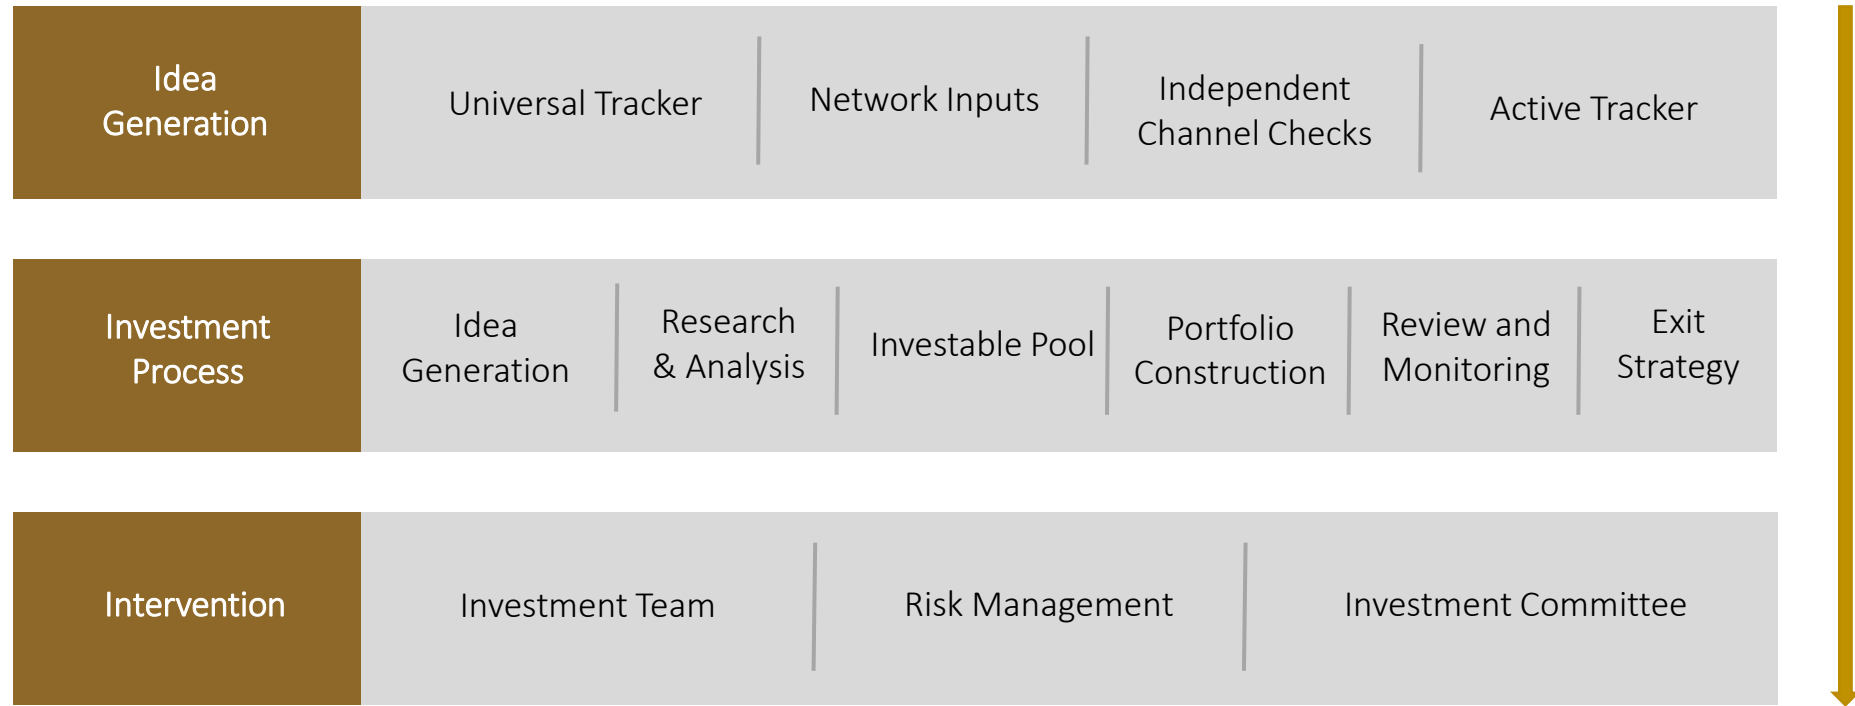 Idea
Generation
Universal Tracker
Network Inputs
Independent
Channel Checks
Active Tracker
Investment
Process
Idea
Generation
Research
& Analysis
Investable Pool
Portfolio
Construction
Review and
Monitoring
Exit
Strategy
Intervention
Investment Team
Risk Management
Investment Committee